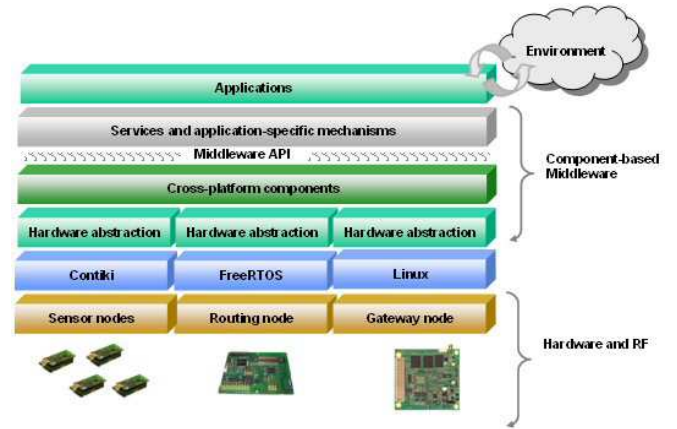 Environment
Applications
Services and application-specific mechanisms
Middleware API
Component-based
Middleware
Cross-platform components
Hardware abstraction Hardware abstraction Hardware abstraction
Contiki FreeRTOS Linux
Sensor nodes Routing node Gateway node
Hardware and RF